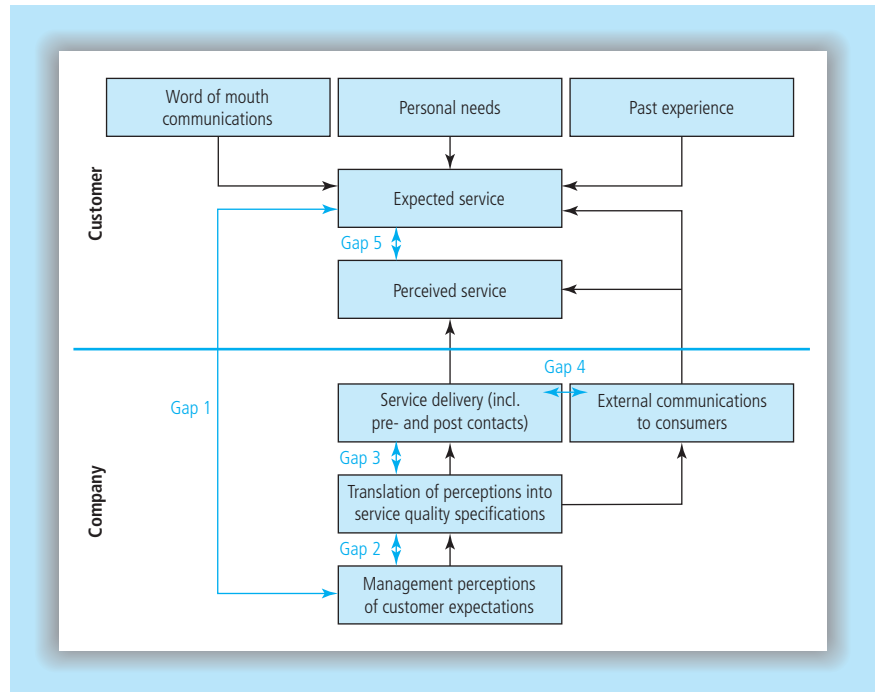 Word of mouth
communications
Personal needs
Past experience
Customer
Expected service
Gap 5
Perceived service
Gap 4
Gap 1
Service delivery (incl.
pre- and post contacts)
External communications
to consumers
Gap 3
Company
Translation of perceptions into
service quality specifications
Gap 2
Management perceptions
of customer expectations